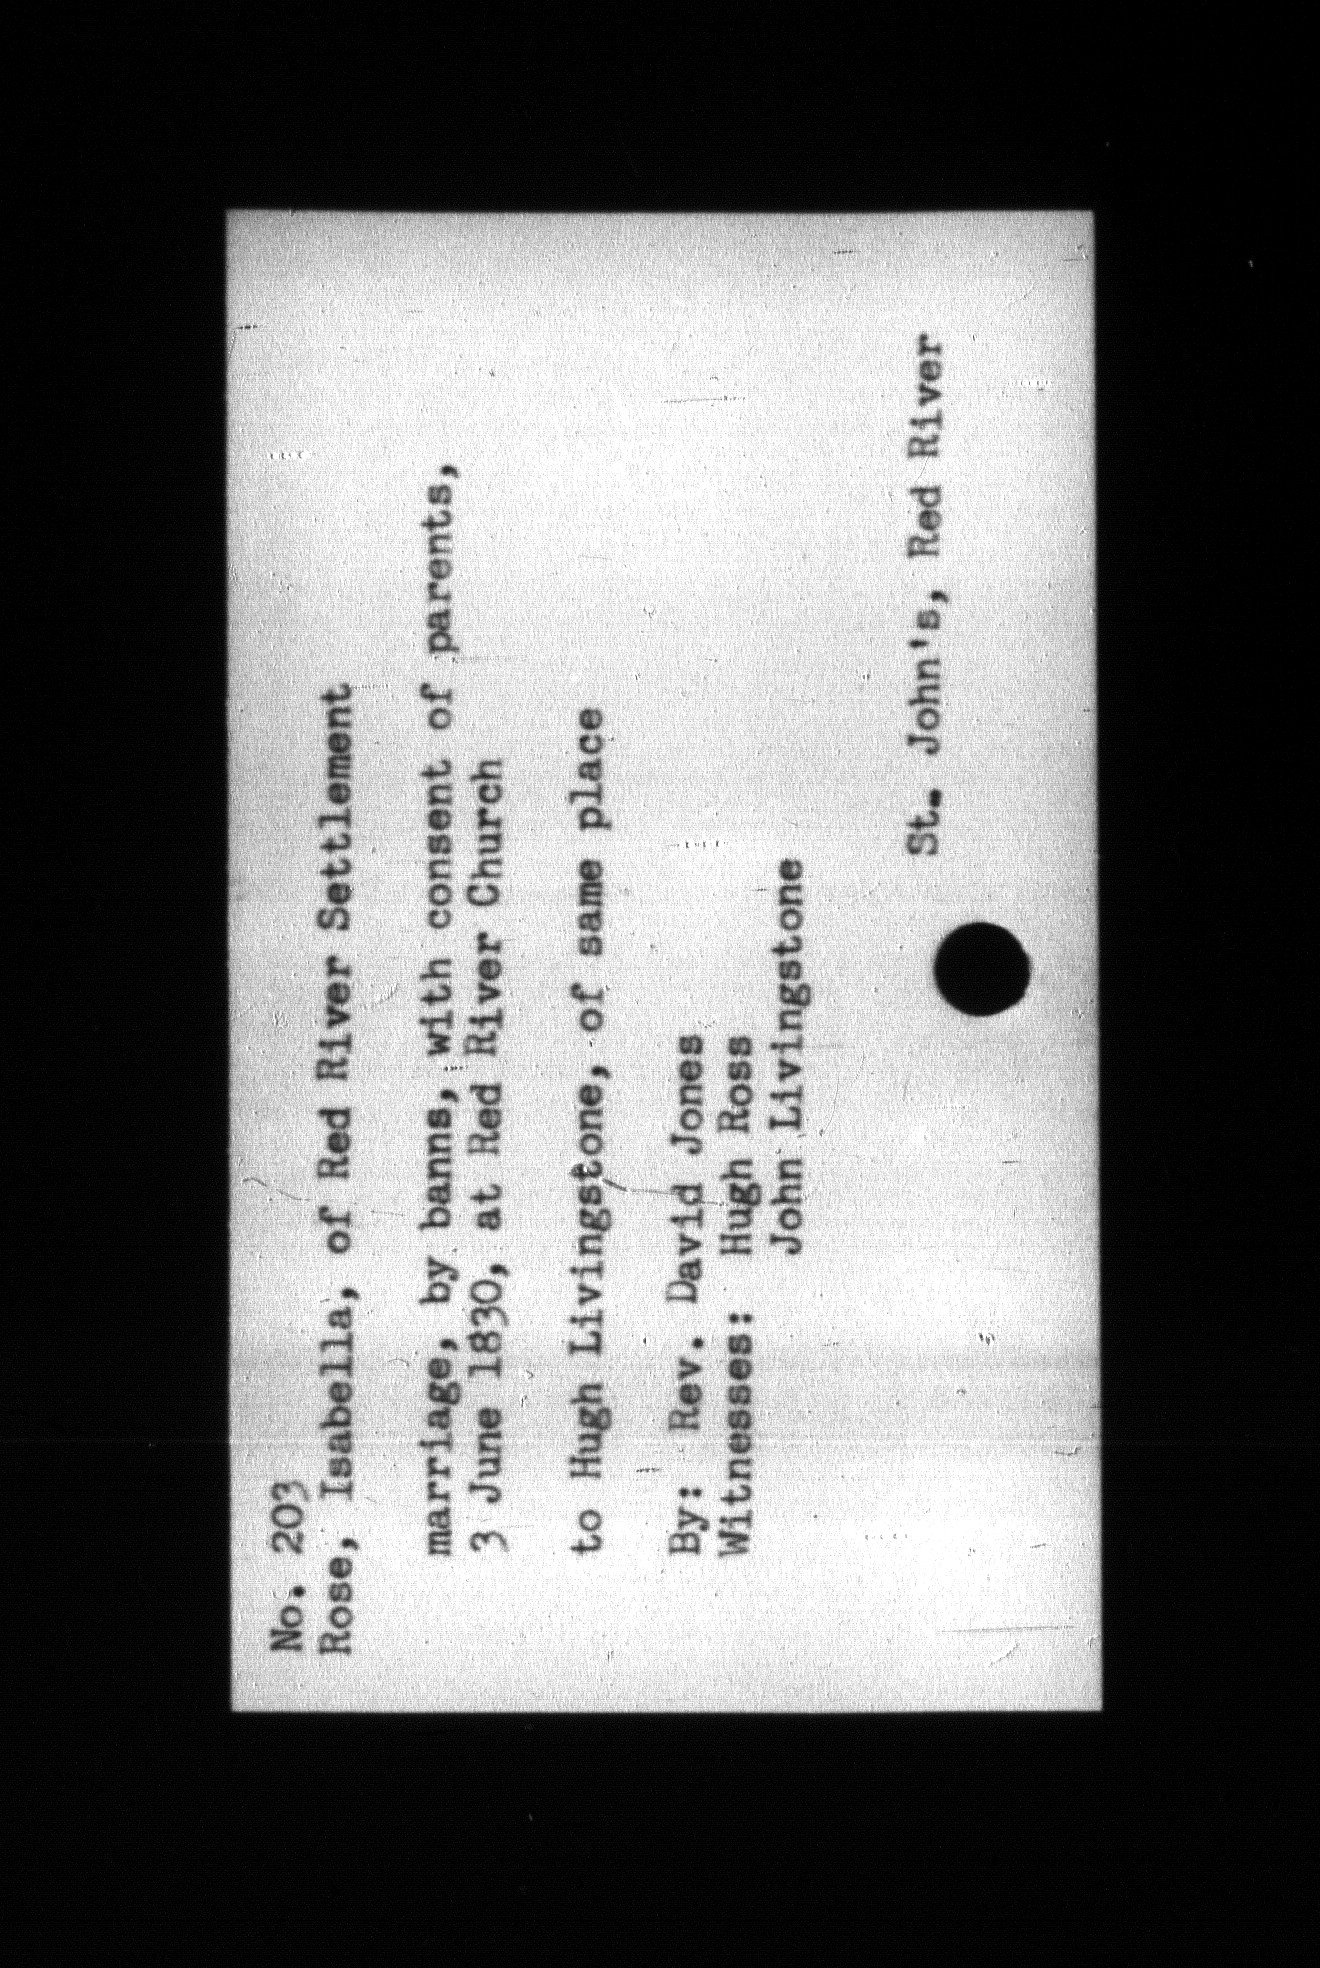 No. 203
Rose, Isabella, of Red River Settlement
marriage, by banns, with consent of parents,
3 June 1830, at Red River Church
to Hugh Livingstone, of same place
By: Rev. David Jones
Witnesses: Hugh Ross
John Livingstone
St. John's, Red River